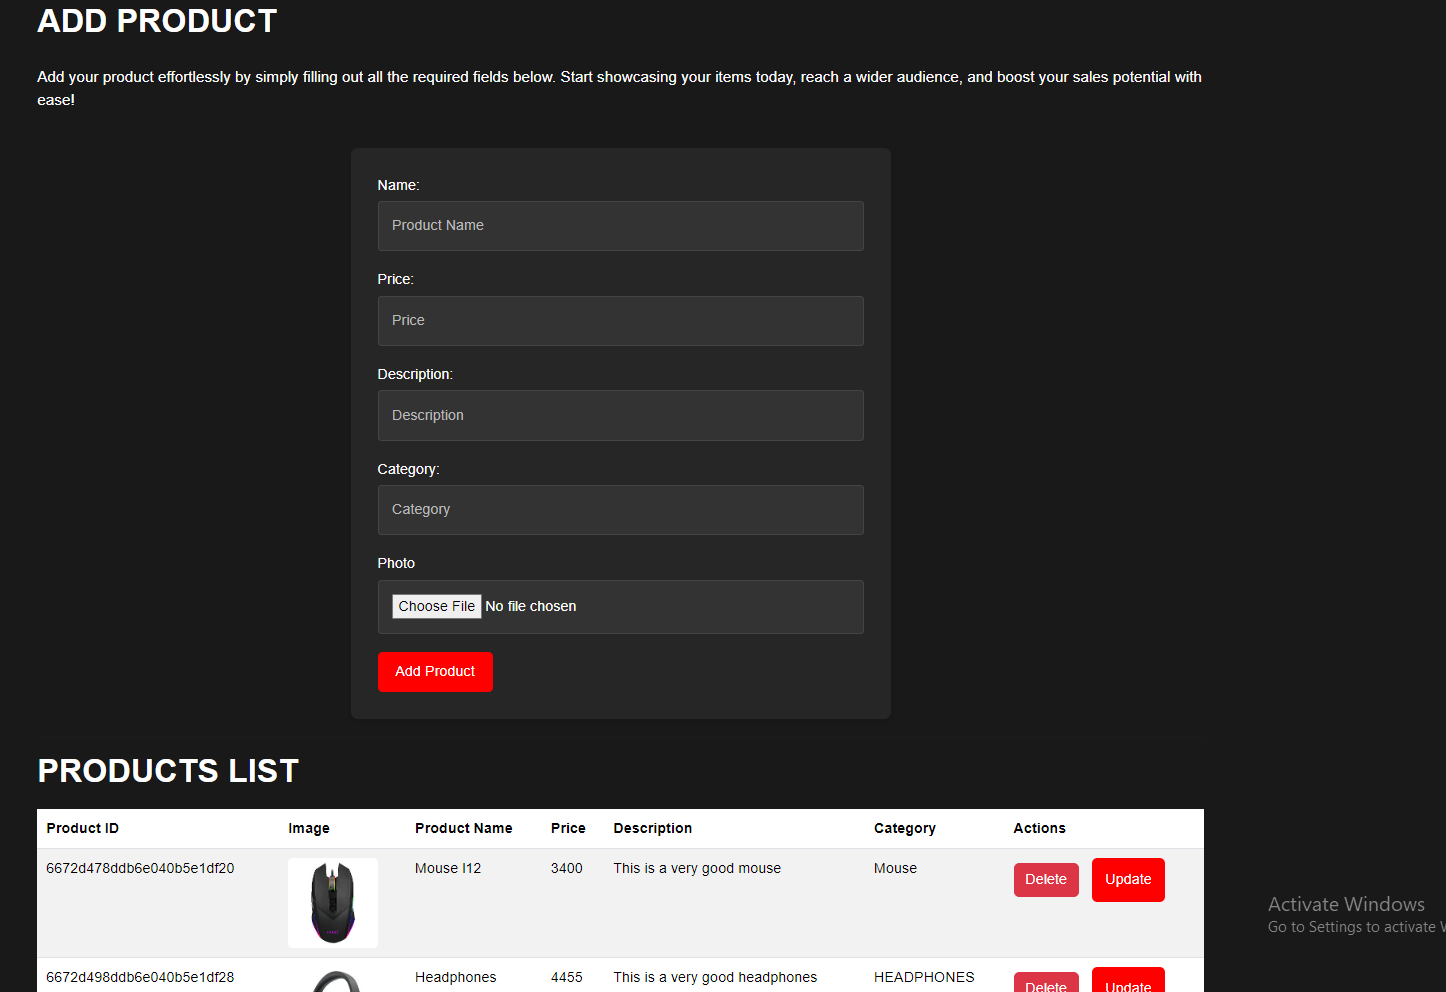 ADD PRODUCT
Add your product effortlessly by simply filling out all the required fields below. Start showcasing your items today, reach a wider audience, and boost your sales potential with
ease!
Name:
Product Name
Price:
Price
Description:
Description
Category:
Category
Photo
Choose File No file chosen
Add Product
PRODUCTS LIST
Product ID Image Product Name Price Description Category Actions
6672d478ddb6e040b5e1df20 Mouse I12 3400 This is a very good mouse Mouse Delete Update
Activate Windows
Go to Settings to activate W
6672d498ddb6e040b5e1df28 Headphones 4455 This is a very good headphones HEADPHONES Delete Update